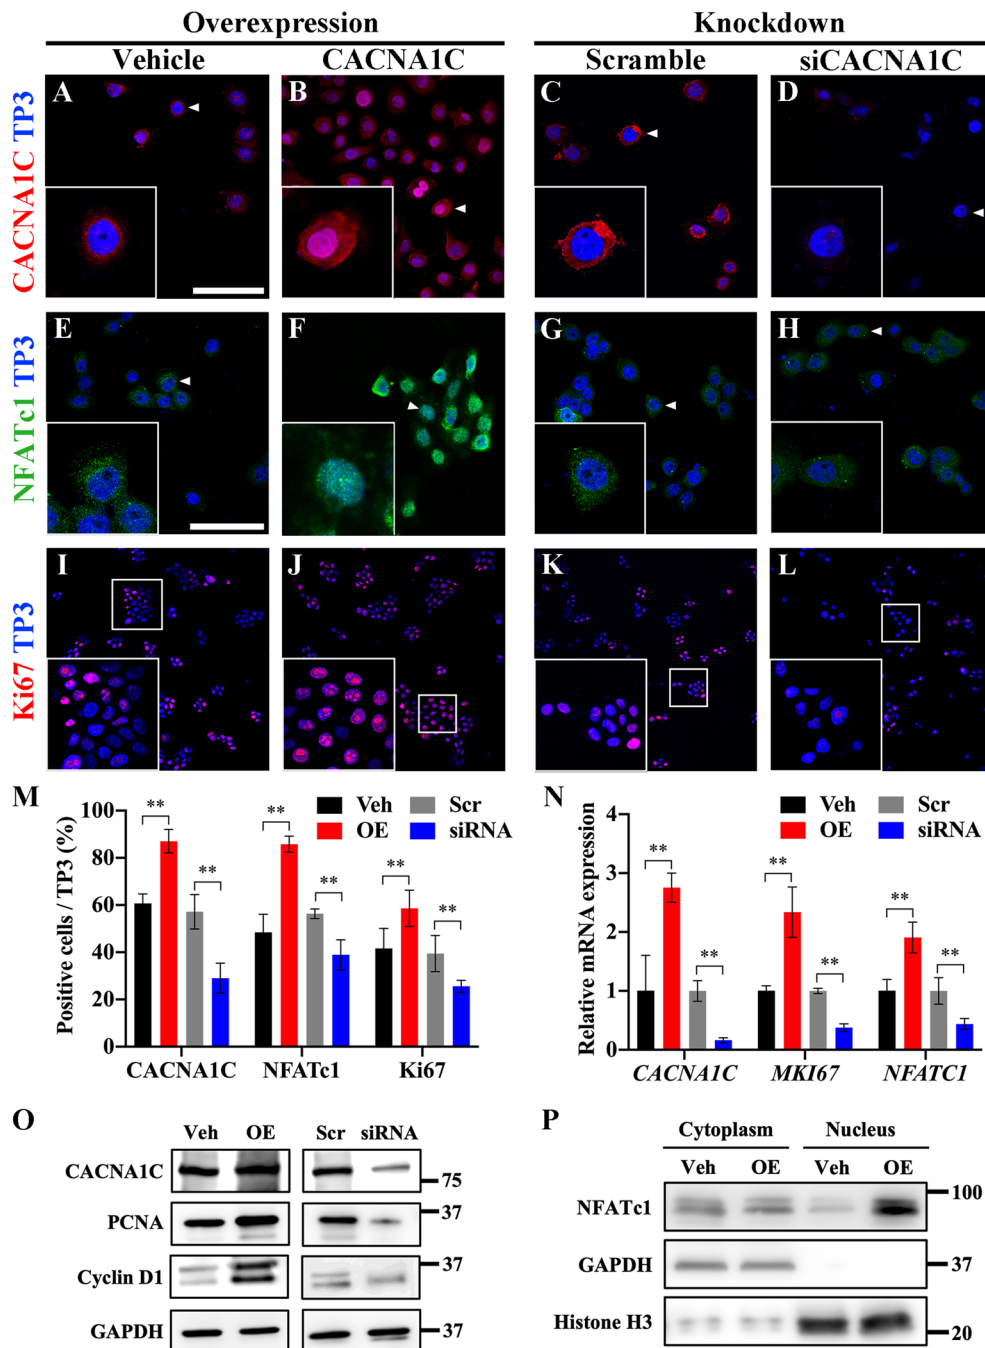 Overexpression Knockdown
Vehicle CACNA1C Scramble siCACNA1C
CACNA1C TP3
A B C D
NFATc1 TP3
E F G H
Ki67 TP3
I J K L
M
Positive cells / TP3 (%)
100
80
60
40
20
0
** ** ** ** ** **
Veh Scr
OE siRNA
CACNA1C NFATc1 Ki67
N
Relative mRNA expression
4
3
2
1
0
** ** ** ** ** **
Veh Scr
OE siRNA
CACNA1C MKI67 NFATC1
O
Veh OE Scr siRNA
CACNA1C 75
PCNA 37
Cyclin D1 37
GAPDH 37
P
Cytoplasm Nucleus
Veh OE Veh OE
NFATc1 100
GAPDH 37
Histone H3 20